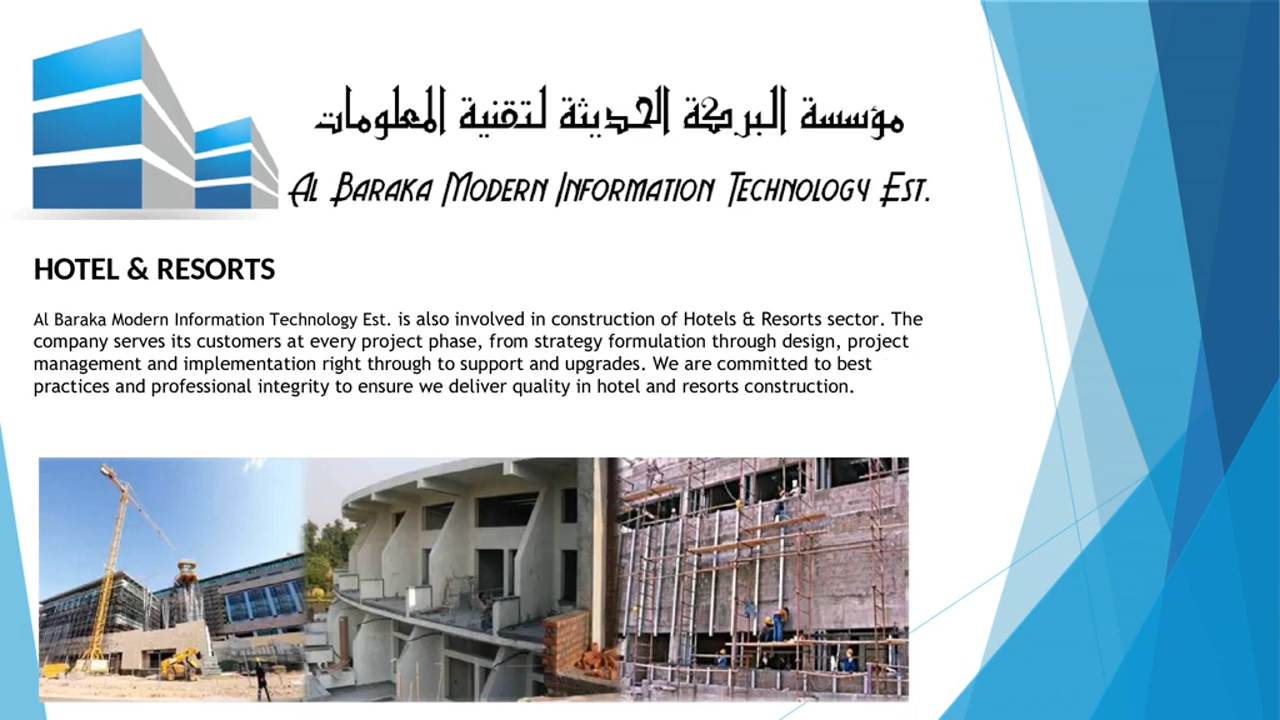 مؤسسة البركة الحديثة لتقنية المعلومات
AL BARAKA MODERN INFORMATION TECHNOLOGY EST.
HOTEL & RESORTS
Al Baraka Modern Information Technology Est. is also involved in construction of Hotels & Resorts sector. The
company serves its customers at every project phase, from strategy formulation through design, project
management and implementation right through to support and upgrades. We are committed to best
practices and professional integrity to ensure we deliver quality in hotel and resorts construction.